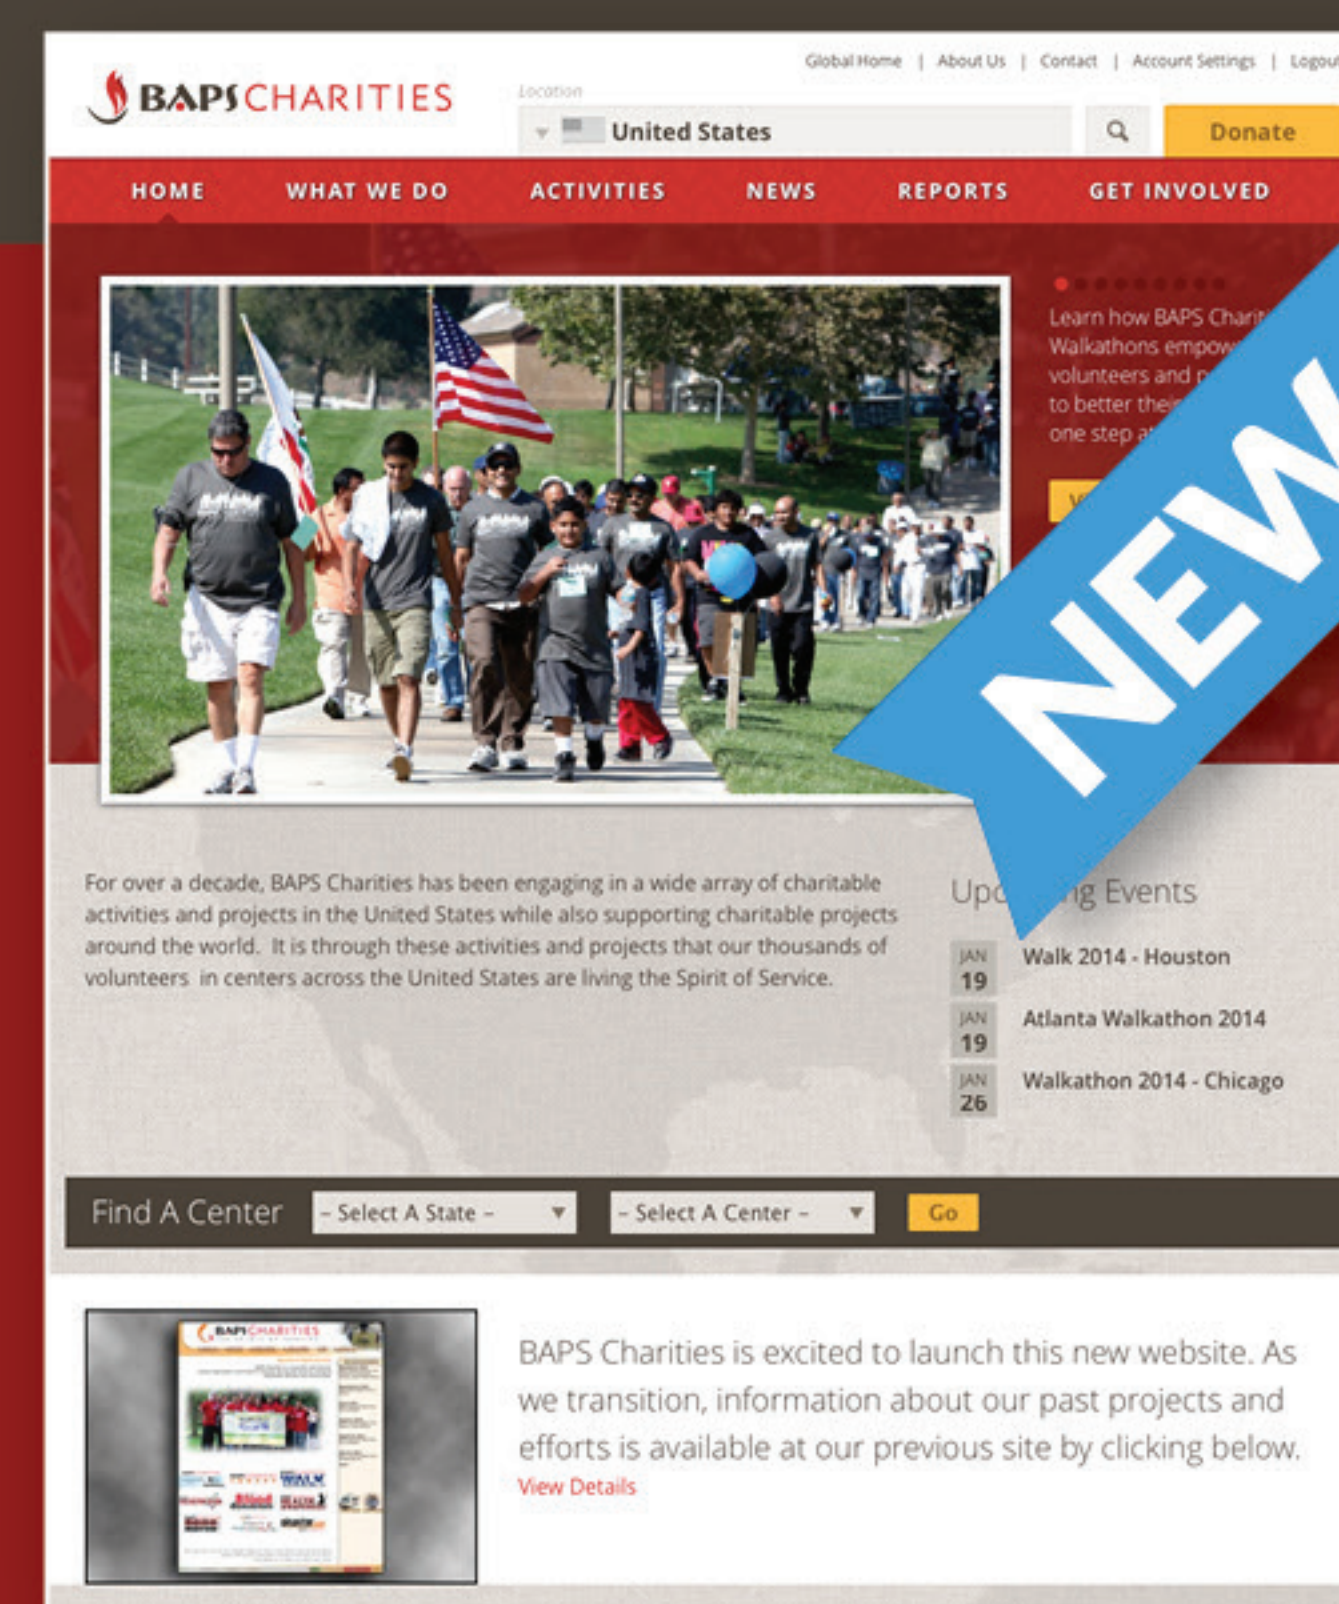 Global Home | About Us | Contact | Account Settings | Logout
BAPS CHARITIES
Location
United States
Donate
HOME WHAT WE DO ACTIVITIES NEWS REPORTS GET INVOLVED
Learn how BAPS
Walkathons
volunteers and
to better
one step
NEW
For over a decade, BAPS Charities has been engaging in a wide array of charitable
activities and projects in the United States while also supporting charitable projects
around the world. It is through these activities and projects that our thousands of
volunteers in centers across the United States are living the Spirit of Service.
Events
JAN
19
Walk 2014 - Houston
JAN
19
Atlanta Walkathon 2014
JAN
26
Walkathon 2014 - Chicago
Find A Center
– Select A State –
– Select A Center –
Go
BAPS CHARITIES
BAPS Charities is excited to launch this new website. As
we transition, information about our past projects and
efforts is available at our previous site by clicking below.
View Details